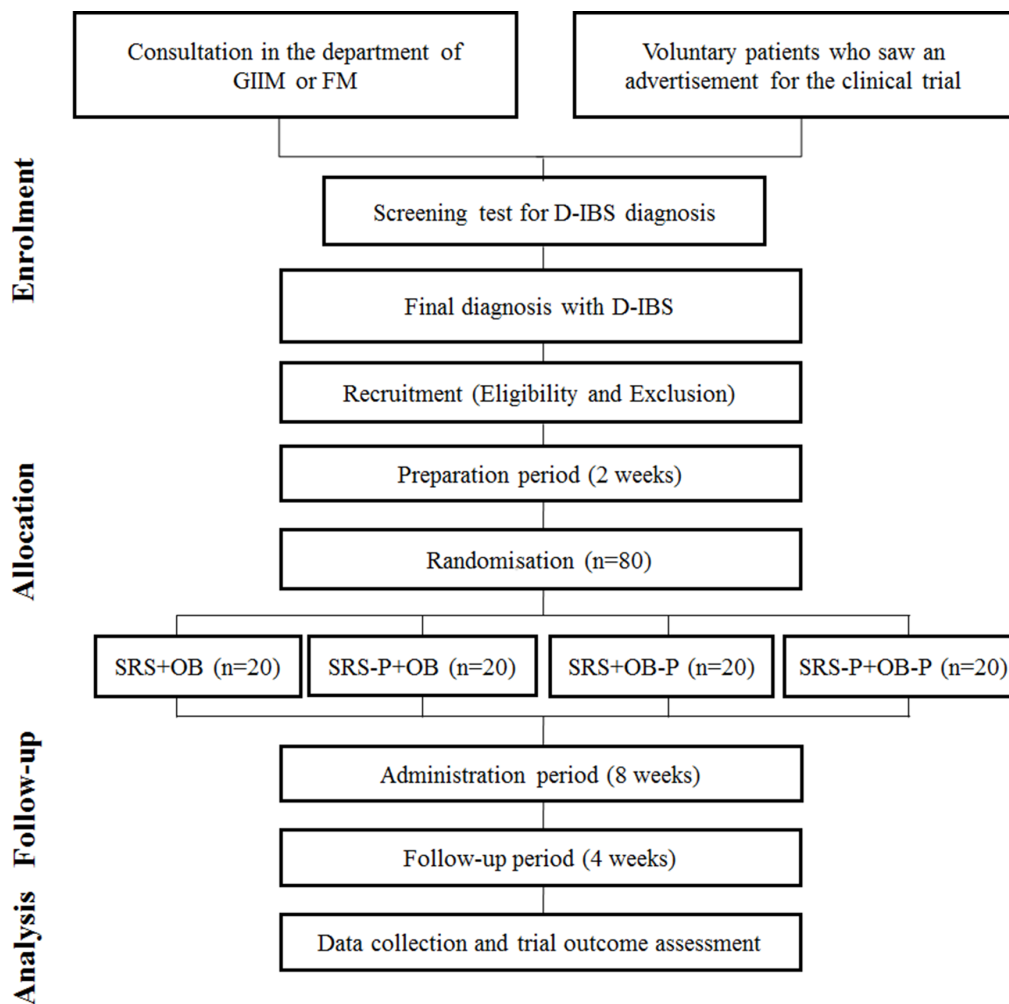 Consultation in the department of
GIIM or FM
Voluntary patients who saw an
advertisement for the clinical trial
Enrolment
Screening test for D-IBS diagnosis
Final diagnosis with D-IBS
Recruitment (Eligibility and Exclusion)
Allocation
Preparation period (2 weeks)
Randomisation (n=80)
SRS+OB (n=20)
SRS-P+OB (n=20)
SRS+OB-P (n=20)
SRS-P+OB-P (n=20)
Follow-up
Administration period (8 weeks)
Follow-up period (4 weeks)
Analysis
Data collection and trial outcome assessment